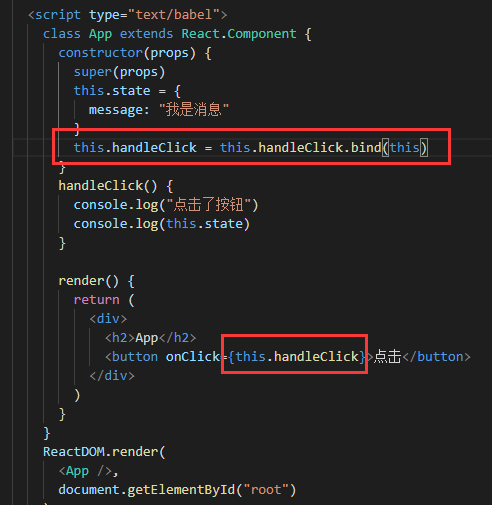 <script type="text/babel">
class App extends React.Component {
constructor(props) {
super(props)
this.state = {
message: "我是消息"
}
this.handleClick = this.handleClick.bind(this)
}
handleClick() {
console.log("点击了按钮")
console.log(this.state)
}
render() {
return (
<div>
<h2>App</h2>
<button onClick={this.handleClick}>点击</button>
</div>
)
}
}
ReactDOM.render(
<App />,
document.getElementById("root")